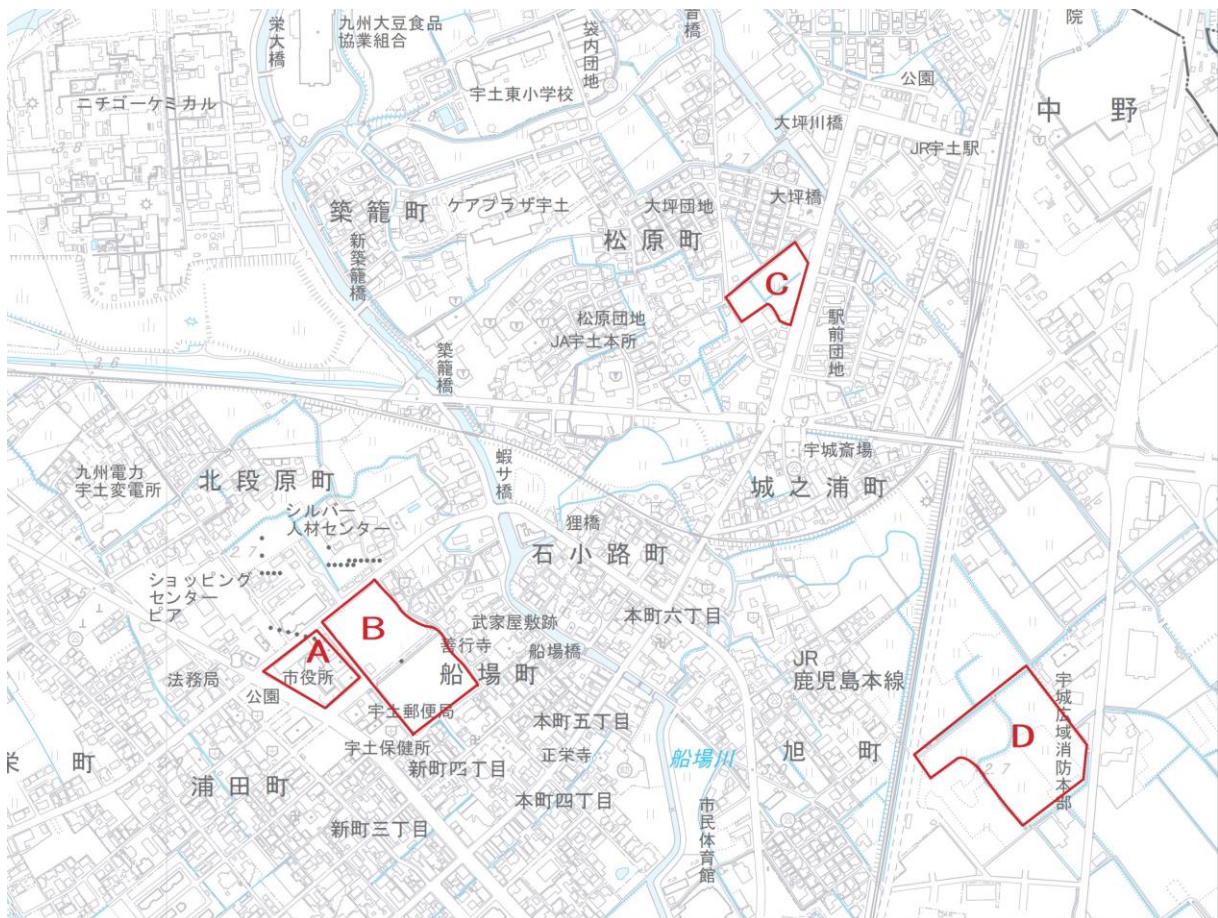 栄大橋
九州大豆食品
協業組合
袋内団地
音橋
院
公園
ニチゴーケミカル
宇土東小学校
中野
大坪川橋
JR宇土駅
築籠町
ケアプラザ宇土
大坪団地
大坪橋
松原町
新築籠橋
C
松原団地
JA宇土本所
駅前団地
築籠橋
宇城斎場
九州電力
宇土変電所
北段原町
蝦サ橋
城之浦町
シルバー
人材センター
狸橋
石小路町
ショッピング
センター
ピア
B
武家屋敷跡
本町六丁目
A
善行寺
船場橋
JR
鹿児島本線
法務局
市役所
船場町
公園
宇土郵便局
本町五丁目
宇城広域消防本部
D
宇土保健所
正栄寺
船場川
旭町
栄町
浦田町
新町四丁目
本町四丁目
新町三丁目
市民体育館